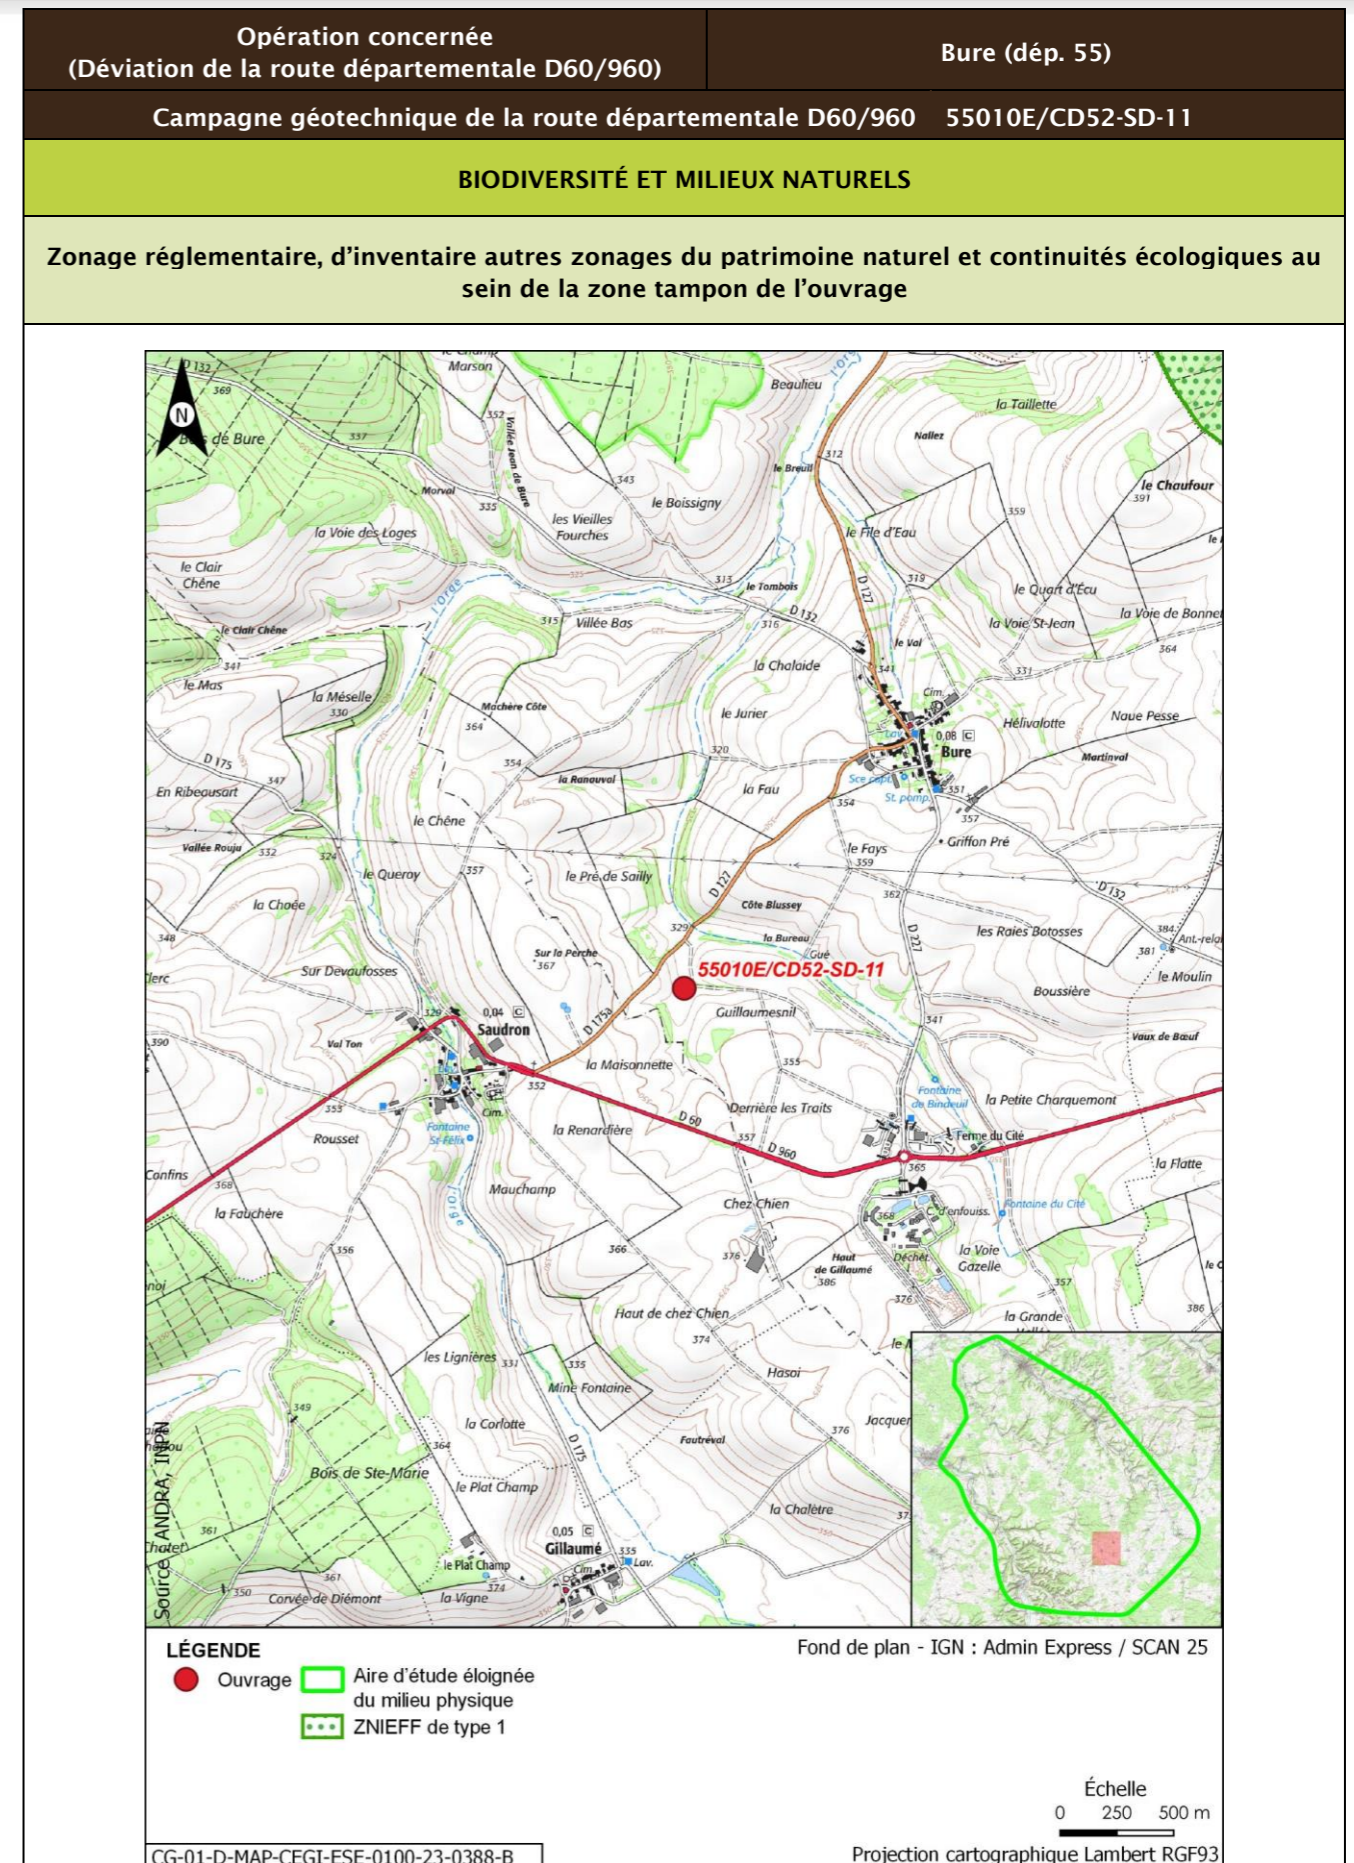 Opération concernée
(Déviation de la route départementale D60/960)
Bure (dép. 55)
Campagne géotechnique de la route départementale D60/960 55010E/CD52-SD-11
BIODIVERSITÉ ET MILIEUX NATURELS
Zonage réglementaire, d'inventaire autres zonages du patrimoine naturel et continuités écologiques au
sein de la zone tampon de l'ouvrage
Marson
Beaulieu
D 132
369
N
la Taillette
352
Vallée Jean de Bure
337
de Bure
Nallez
312
le Breuil
Morval
343
335
le Boissigny
le Chaufour
391
les Vieilles
Fourches
la Voie des Loges
359
le File d'Eau
le Clair
Chêne
l'Orge
313
le Tombois
D 132
D 127
319
le Quart d'Écu
la Voie de Bonnet
315
Villée Bas
316
la Voie St-Jean
le Clair Chêne
le Val
364
341
la Chalaide
341
331
le Mas
la Méselle
330
Machère Côte
le Jurier
Cim.
364
Hélivalotte
Naue Pesse
Lav.
0,08 C
Bure
320
354
D 175
347
la Ranauval
Martinval
En Ribeausart
la Fau
Sce capt.
St. pomp.
351
354
357
le Chêne
Vallée Rouju
332
324
Griffon Pré
le Fays
359
le Queroy
357
le Pré de Sailly
D 127
362
D 132
la Choée
Côte Blussey
348
329
la Bureau
D 227
les Raies Botosses
384
381
Sur la Perche
367
Gué
Sur Devaufosses
55010E/CD52-SD-11
le Moulin
Boussière
329
0,04 C
Saudron
D 175a
Guillaumesnil
341
390
Val Ton
Vaux de Bœuf
la Maisonnette
355
352
Fontaine
de Bindeuil
la Petite Charquemont
353
Cim.
Derrière les Traits
D 60
Rousset
Fontaine
St-Félix
la Renardière
357
D 960
Ferme du Cité
365
Confins
368
la Flatte
l'Orge
Mauchamp
Chez Chien
Fontaine du Cité
la Fauchère
368
C. d'enfouiss.
356
366
376
Haut
de Gillaumé
386
Déchèt.
la Voie
Gazelle
357
376
386
Haut de chez Chien
la Grande
374
les Lignières
331
335
Hasoi
Mine Fontaine
349
la Corlotte
Jacquer
376
364
D 175
Fautréval
Bois de Ste-Marie
le Plat Champ
la Chalètre
361
0,05 C
Gillaumé
335
Lav.
le Plat Champ
Cim.
361
374
350
Corvée de Diémont
la Vigne
Source : ANDRA, INPN
LÉGENDE
Fond de plan - IGN : Admin Express / SCAN 25
Ouvrage
Aire d'étude éloignée
du milieu physique
ZNIEFF de type 1
Échelle
0 250 500 m
CG-01-D-MAP-CEGI-ESE-0100-23-0388-B
Projection cartographique Lambert RGF93